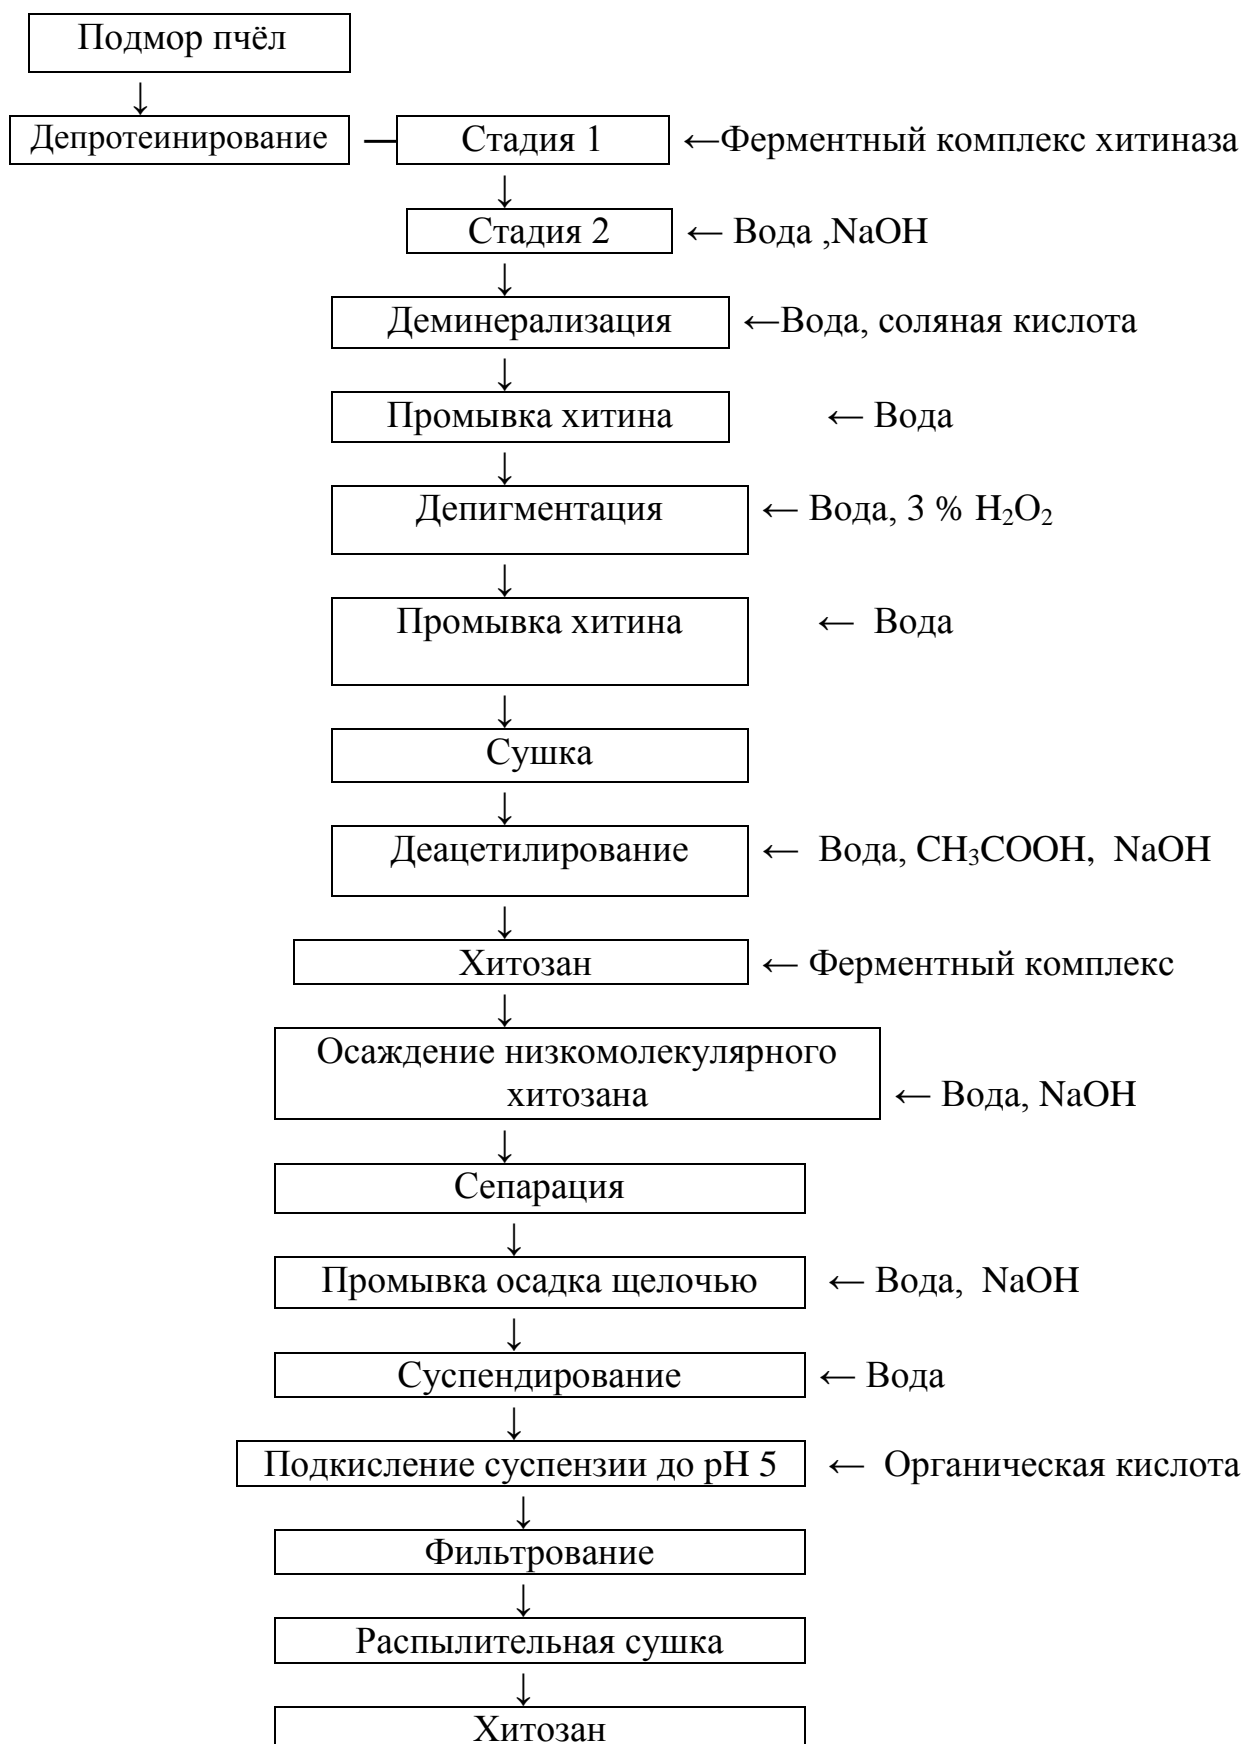 Подмор пчёл
↓
Депротеинирование — Стадия 1 ←Ферментный комплекс хитиназа
↓
Стадия 2 ← Вода ,NaOH
↓
Деминерализация ←Вода, соляная кислота
↓
Промывка хитина ← Вода
↓
Депигментация ← Вода, 3 % H₂O₂
↓
Промывка хитина ← Вода
↓
Сушка
↓
Деацетилирование ← Вода, CH₃COOH, NaOH
↓
Хитозан ← Ферментный комплекс
↓
Осаждение низкомолекулярного
хитозана ← Вода, NaOH
↓
Сепарация
↓
Промывка осадка щелочью ← Вода, NaOH
↓
Суспендирование ← Вода
↓
Подкисление суспензии до рН 5 ← Органическая кислота
↓
Фильтрование
↓
Распылительная сушка
↓
Хитозан